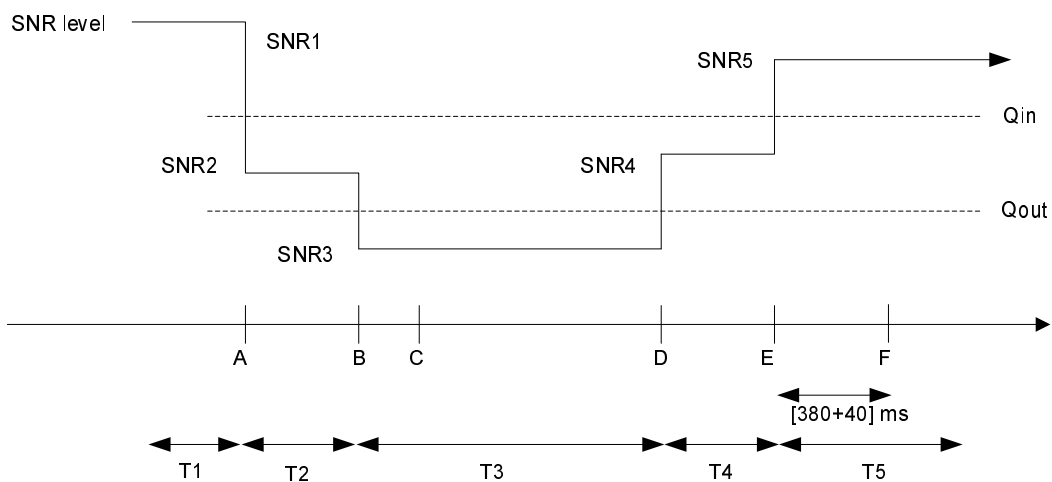 SNR level
SNR1
SNR5
Qin
SNR2
SNR4
Qout
SNR3
A B C D E F
[380+40] ms
T1 T2 T3 T4 T5